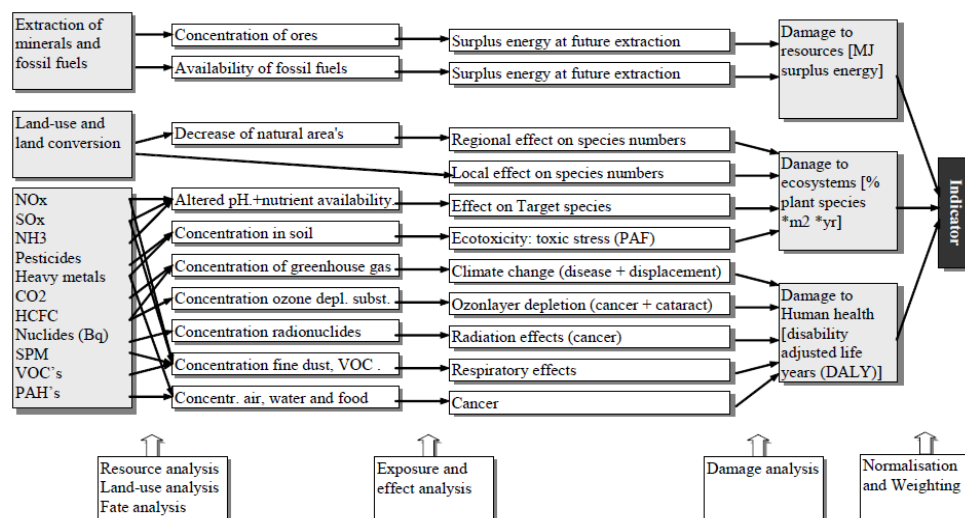 Extraction of
minerals and
fossil fuels
Concentration of ores
Surplus energy at future extraction
Availability of fossil fuels
Surplus energy at future extraction
Damage to
resources [MJ
surplus energy]
Land-use and
land conversion
Decrease of natural area's
Regional effect on species numbers
Local effect on species numbers
Danage to
ecosystems [%
plant species
*m2 *yr]
NOx
SOx
NH3
Pesticides
Heavy metals
CO2
HCFC
Nuclides (Bq)
SPM
VOC`s
PAH`s
Altered pH.+nutrient availability.
Effect on Target species
Concentration in soil
Ecotoxicity: toxic stress (PAF)
Concentration of greenhouse gas
Climate change (disease + displacement)
Concentration ozone depl. subst.
Ozonlayer depletion (cancer + cataract)
Concentration radionuclides
Radiation effects (cancer)
Concentration fine dust, VOC .
Respiratory effects
Concentr. air, water and food
Cancer
Damage to
Human health
[disability
adjusted life
years (DALY)]
Indicator
Resource analysis
Land-use analysis
Fate analysis
Exposure and
effect analysis
Damage analysis
Normalisation
and Weighting